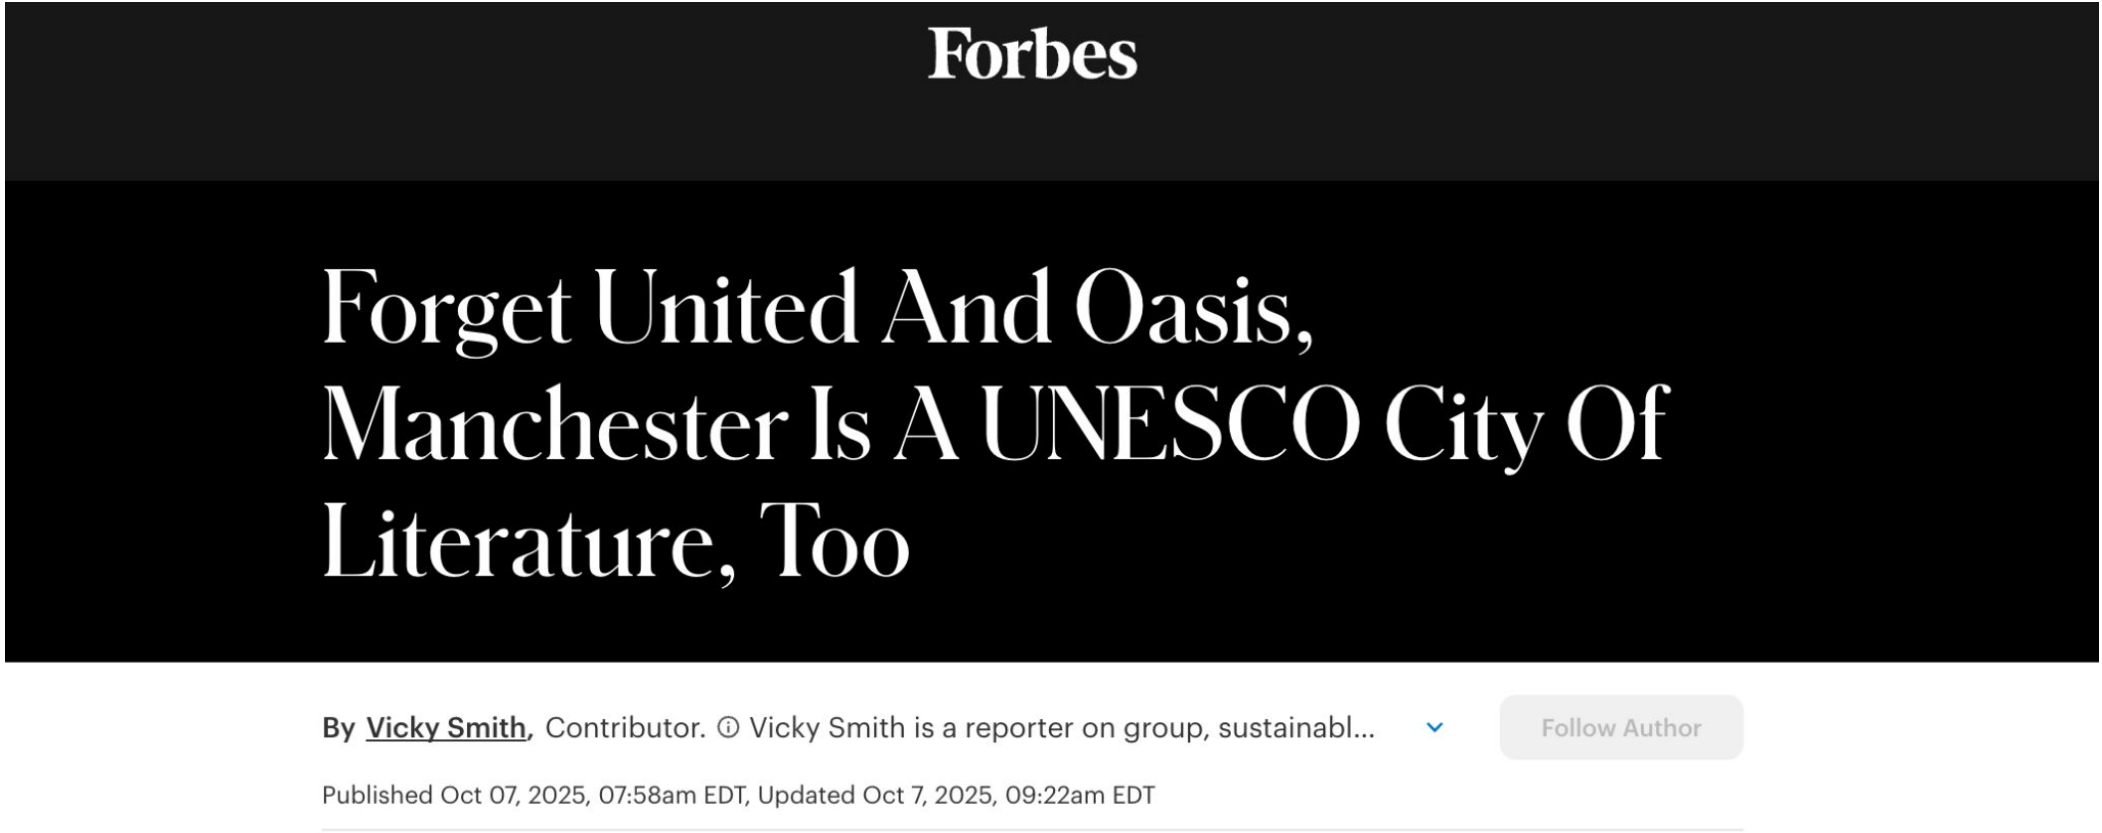 Forbes
Forget United And Oasis,
Manchester Is A UNESCO City Of
Literature, Too
By Vicky Smith, Contributor. ⓘ Vicky Smith is a reporter on group, sustainabl...
Follow Author
Published Oct 07, 2025, 07:58am EDT, Updated Oct 7, 2025, 09:22am EDT